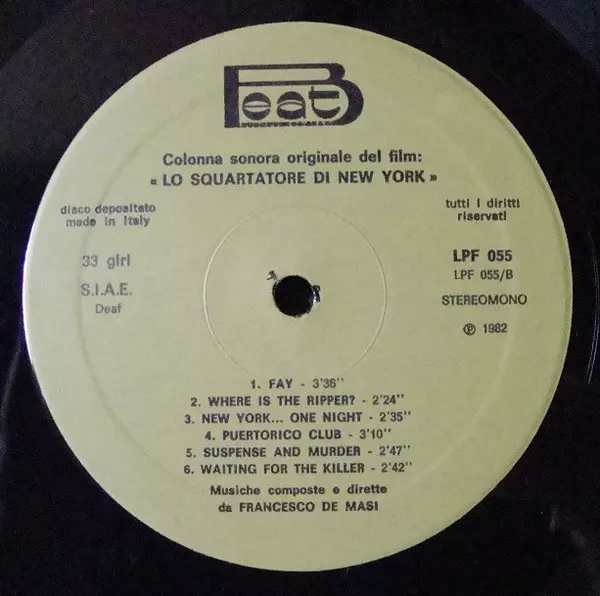 Beat
Colonna sonora originale del film:
« LO SQUARTATORE DI NEW YORK »
disco depositato
made in Italy
tutti i diritti
riservati
33 giri
S.I.A.E.
Deaf
LPF 055
LPF 055/B
STEREOMONO
℗ 1982
1. FAY - 3'36''
2. WHERE IS THE RIPPER? - 2'24''
3. NEW YORK... ONE NIGHT - 2'35''
4. PUERTORICO CLUB - 3'10''
5. SUSPENSE AND MURDER - 2'47''
6. WAITING FOR THE KILLER - 2'42''
Musiche composte e dirette
da FRANCESCO DE MASI